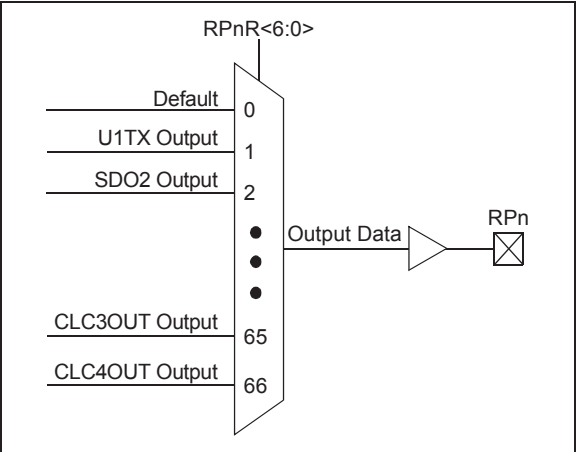 RPnR<6:0>
Default
0
U1TX Output
1
SDO2 Output
2
RPn
Output Data
CLC3OUT Output
65
CLC4OUT Output
66